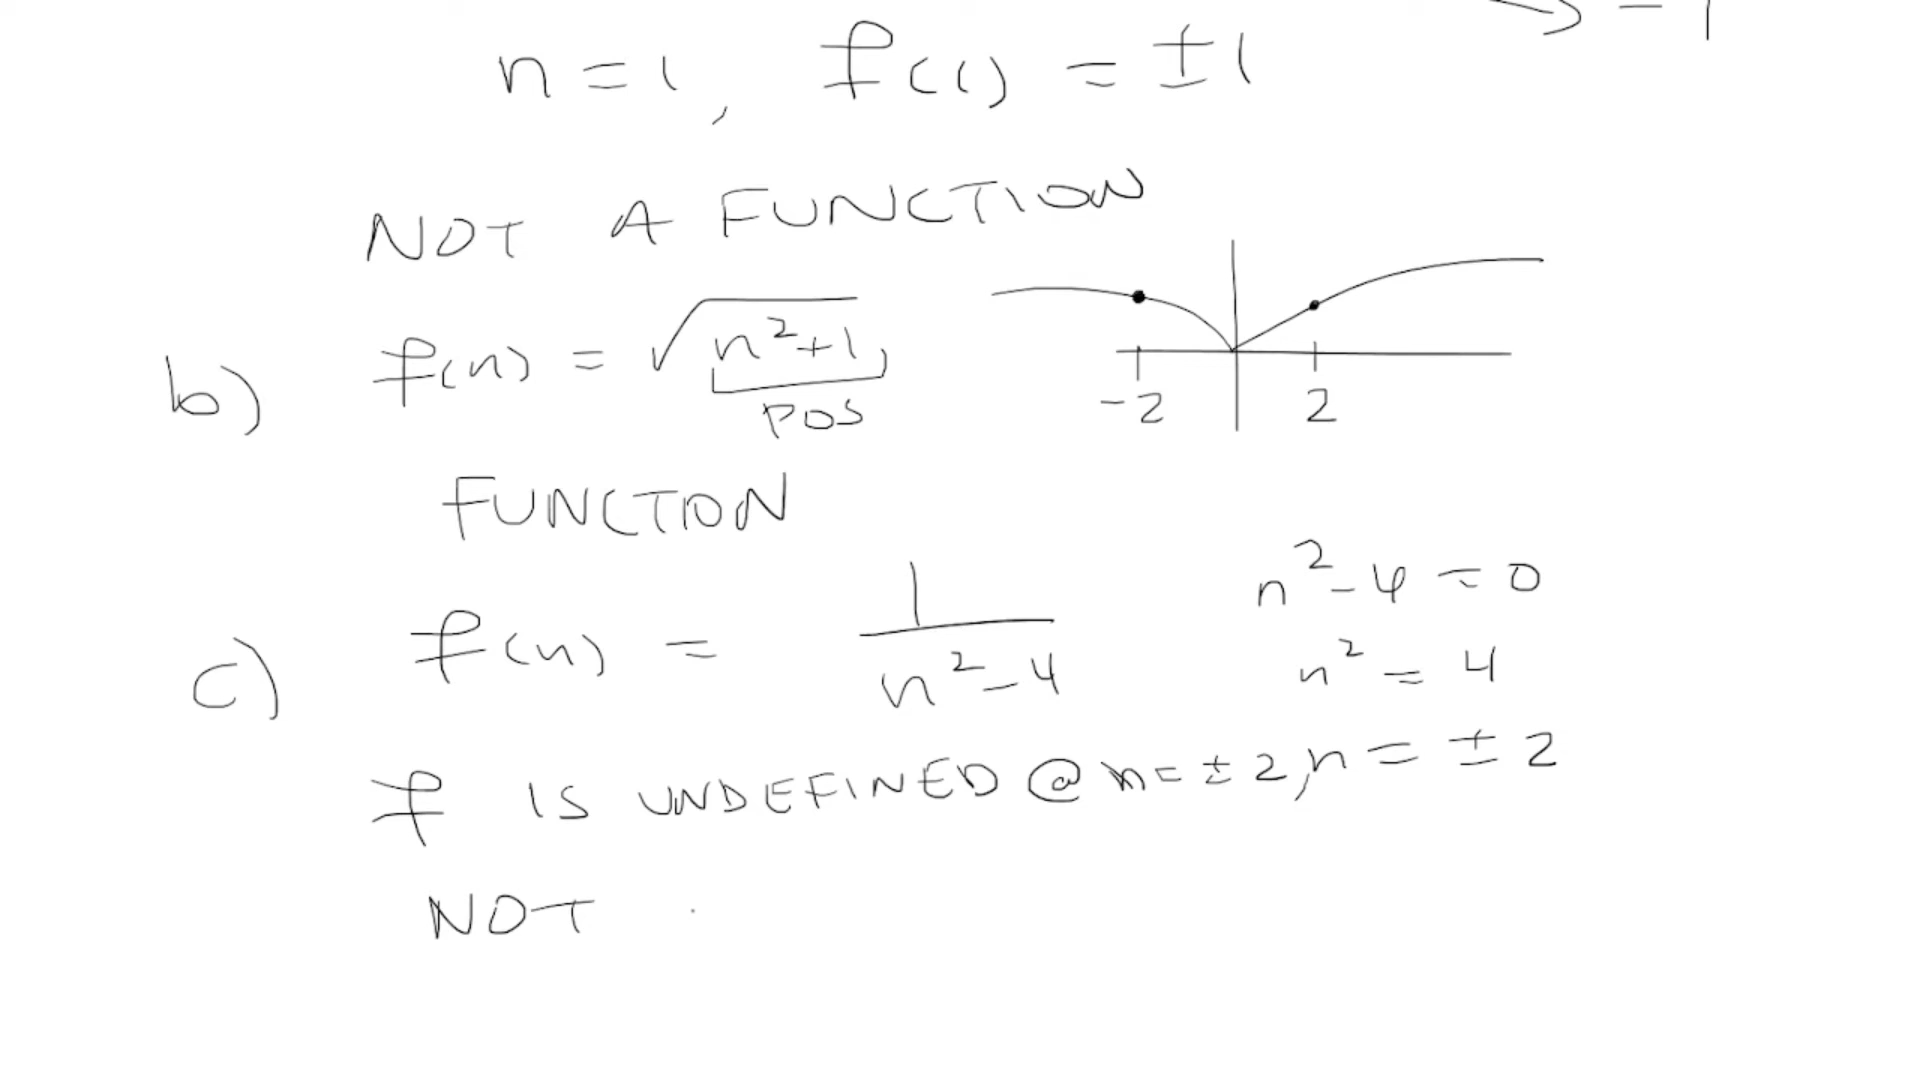 → -1
n = 1, f(1) = ±1
NOT A FUNCTION
b) f(n) = √(n²+1)
POS
-2 2
FUNCTION
c) f(n) = 1/(n²-4)
n²-4 = 0
n² = 4
n = ±2
f IS UNDEFINED @ n = ±2,
NOT